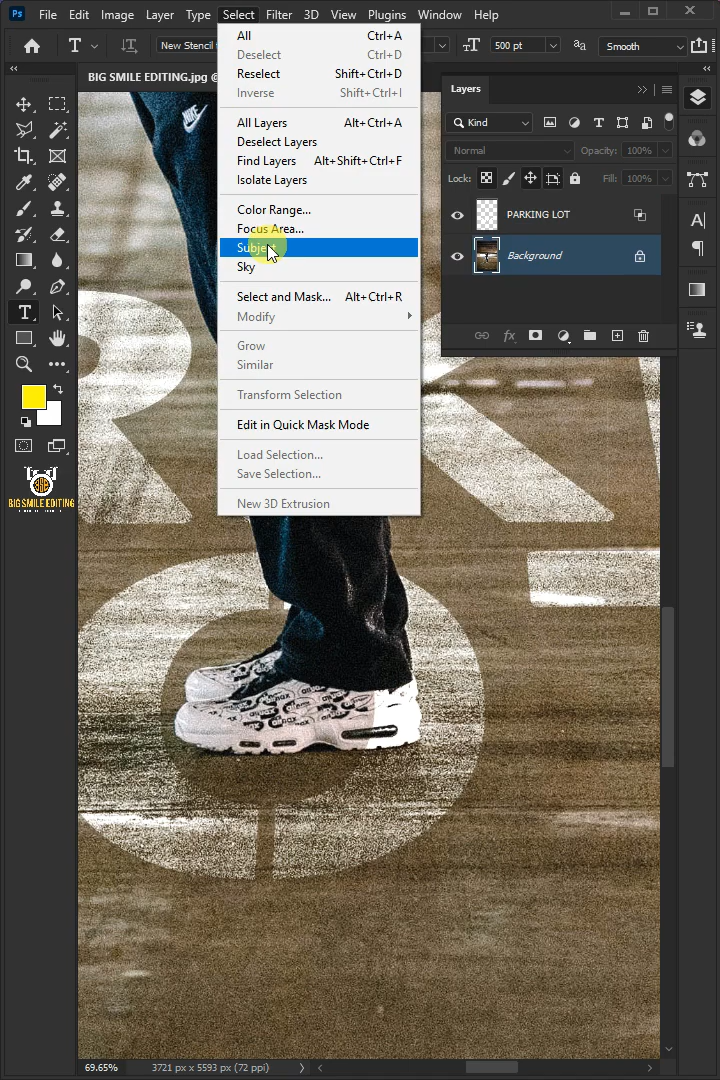 Ps File Edit Image Layer Type Select Filter 3D View Plugins Window Help
T New Stencil 500 pt aa Smooth
BIG SMILE EDITING.jpg @
All Ctrl+A
Deselect Ctrl+D
Reselect Shift+Ctrl+D
Inverse Shift+Ctrl+I
All Layers Alt+Ctrl+A
Deselect Layers
Find Layers Alt+Shift+Ctrl+F
Isolate Layers
Color Range...
Focus Area...
Subject
Sky
Select and Mask... Alt+Ctrl+R
Modify
Grow
Similar
Transform Selection
Edit in Quick Mask Mode
Load Selection...
Save Selection...
New 3D Extrusion
Layers
Kind
Normal Opacity: 100%
Lock: Fill: 100%
PARKING LOT
Background
fx
BIG SMILE EDITING
NIKE
69.65% 3721 px x 5593 px (72 ppi)